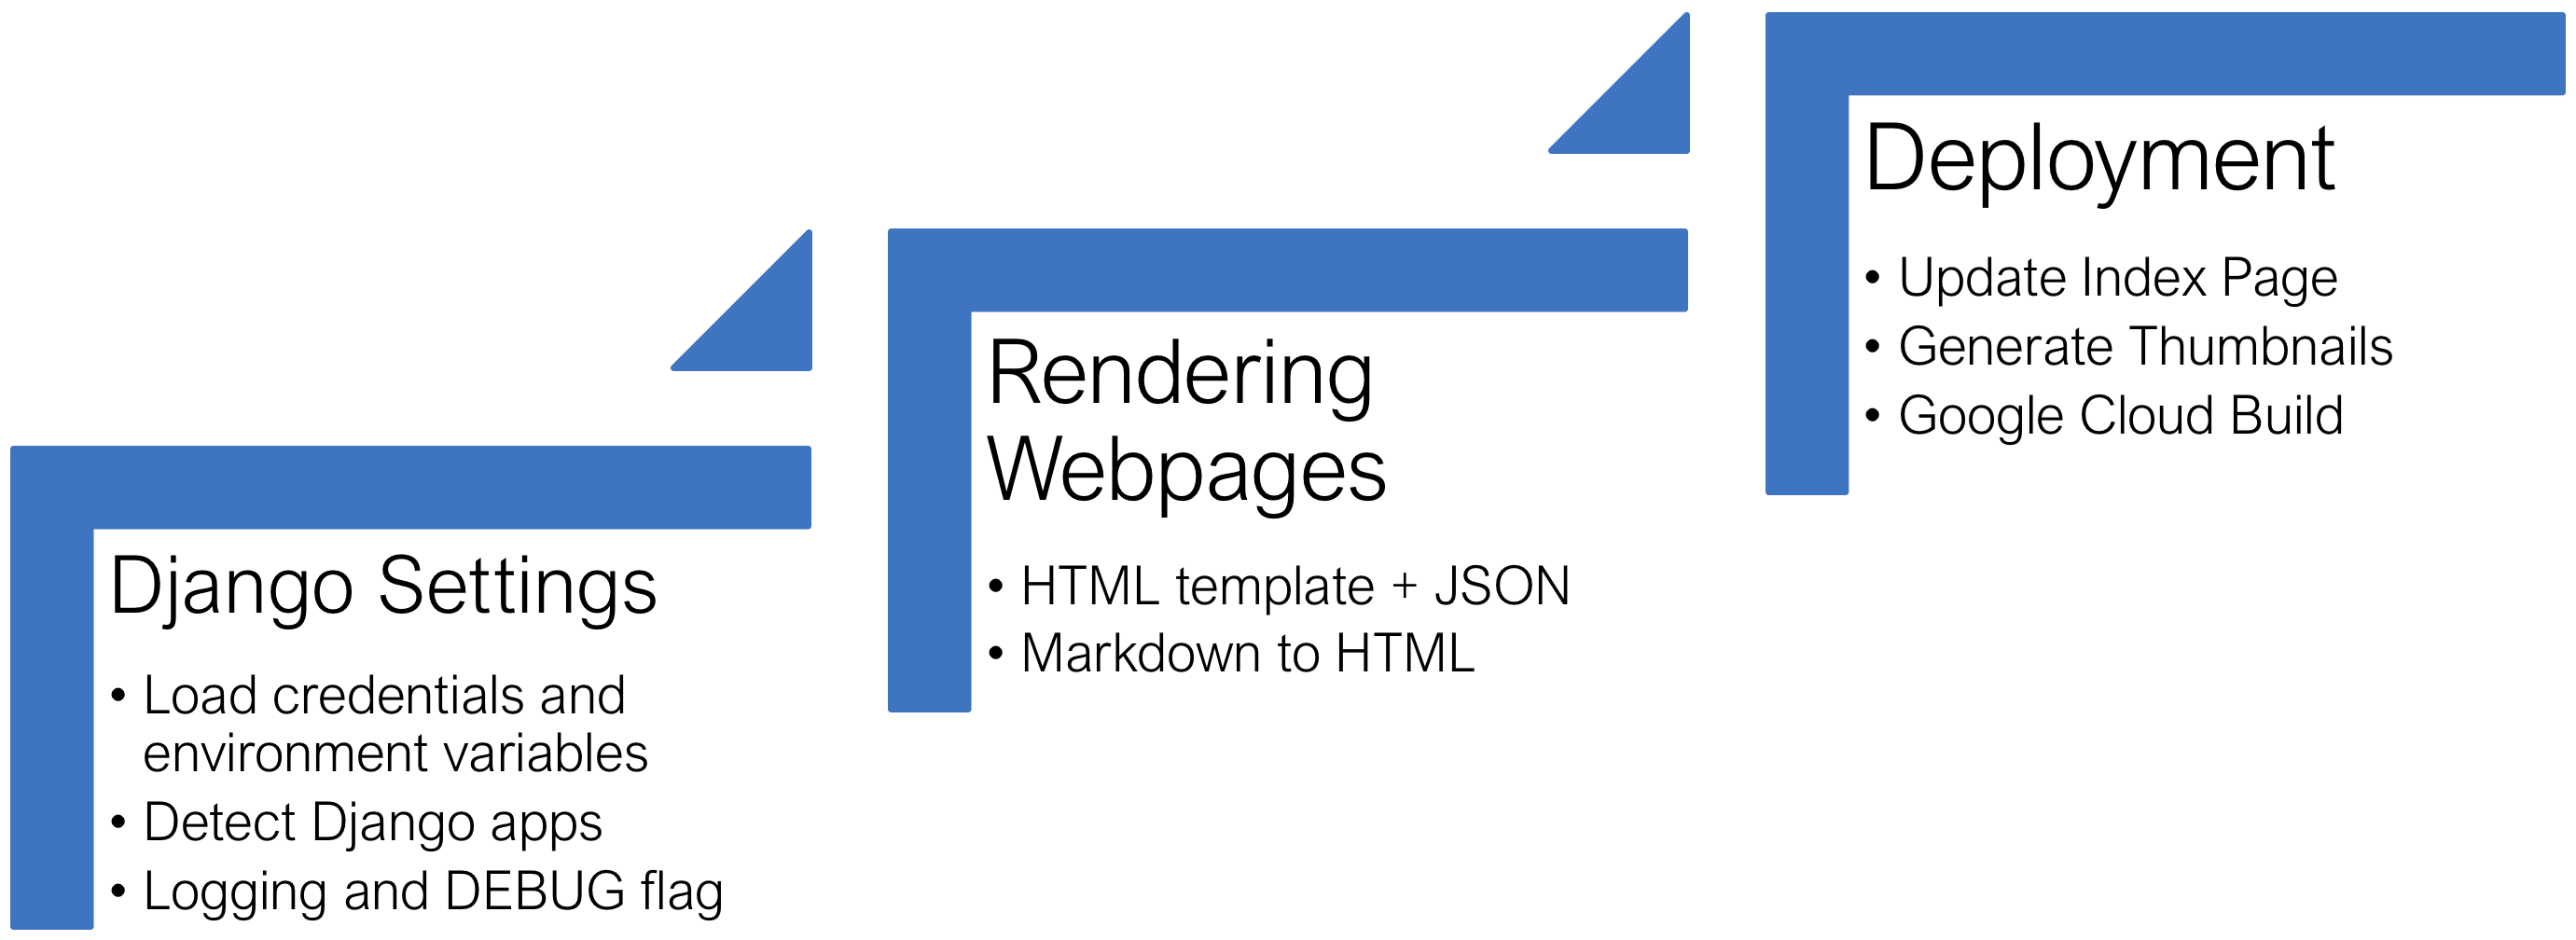 Django Settings
• Load credentials and
environment variables
• Detect Django apps
• Logging and DEBUG flag
Rendering
Webpages
• HTML template + JSON
• Markdown to HTML
Deployment
• Update Index Page
• Generate Thumbnails
• Google Cloud Build